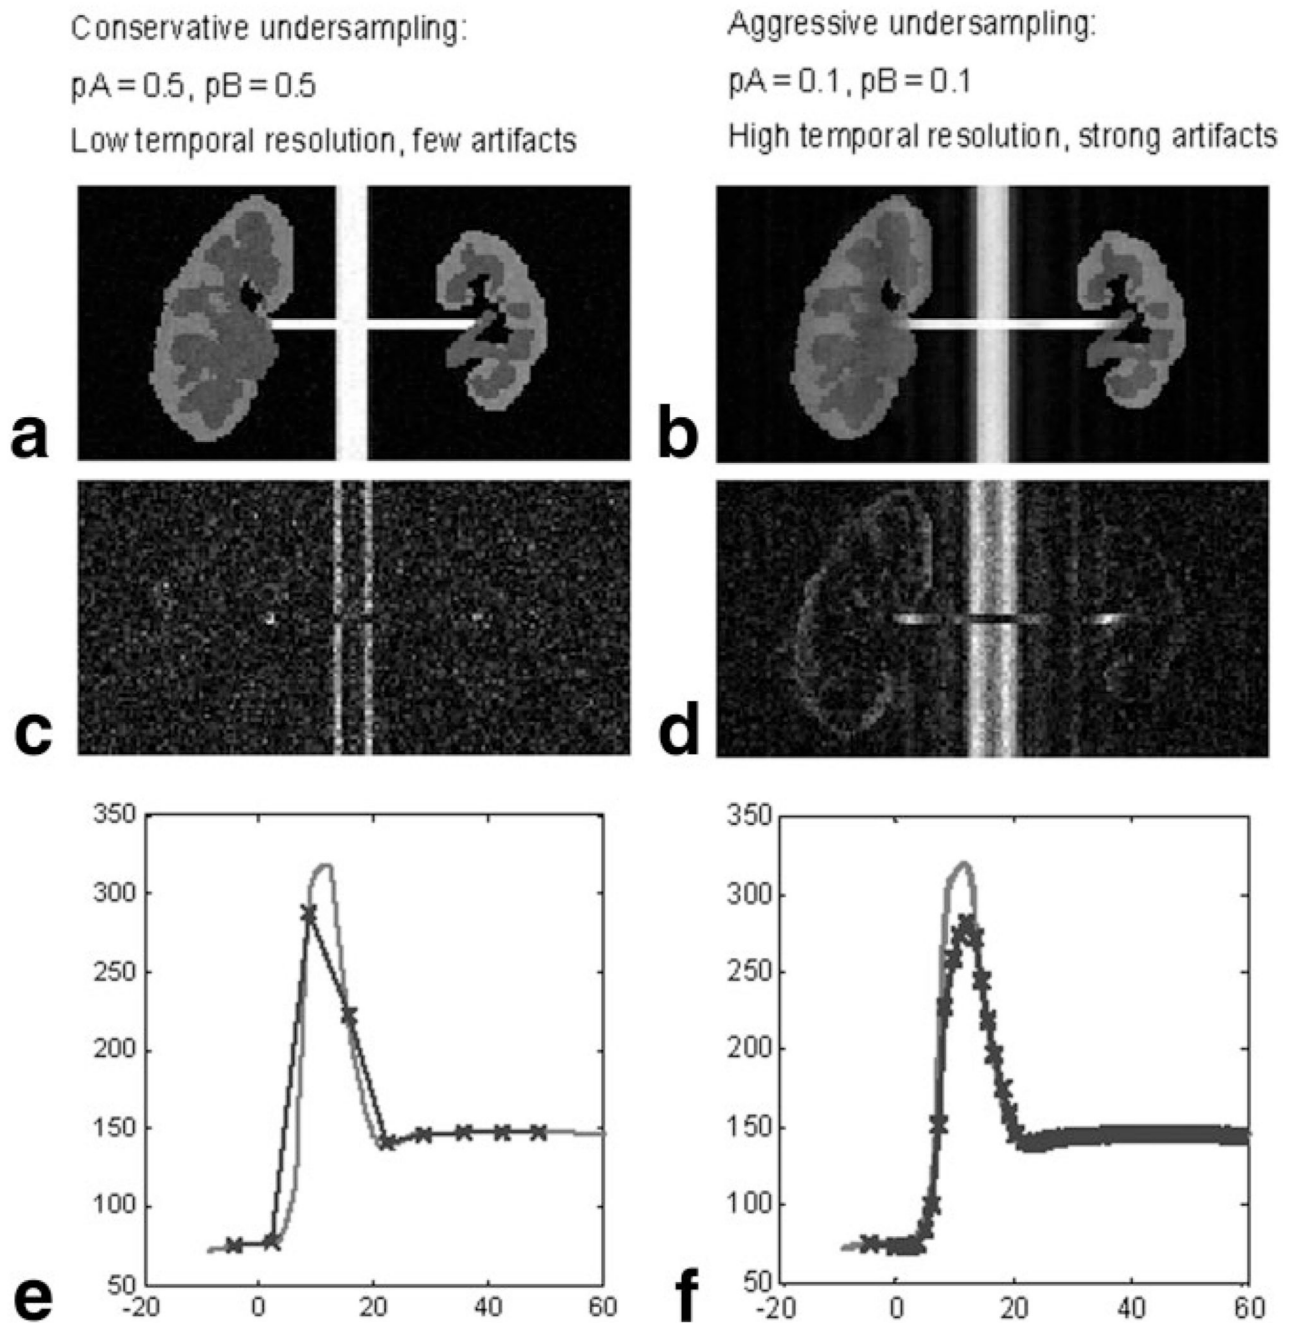 Conservative undersampling:
pA = 0.5, pB = 0.5
Low temporal resolution, few artifacts
Aggressive undersampling:
pA = 0.1, pB = 0.1
High temporal resolution, strong artifacts
a
b
c
d
350
300
250
200
150
100
50
-20 0 20 40 60
e
350
300
250
200
150
100
50
-20 0 20 40 60
f